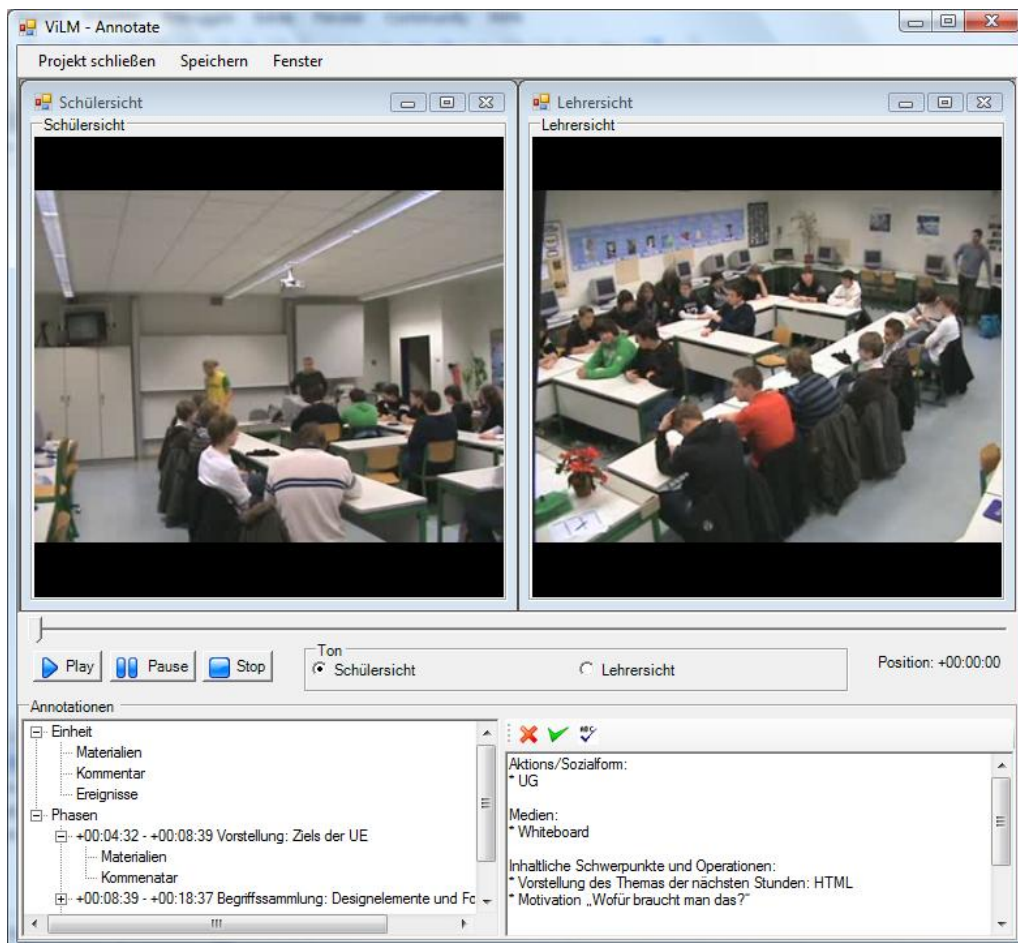 ViLM - Annotate
Projekt schließen Speichern Fenster
Schülersicht
Schülersicht
Lehrersicht
Lehrersicht
Play Pause Stop
Ton
Schülersicht Lehrersicht
Position: +00:00:00
Annotationen
Einheit
Materialien
Kommentar
Ereignisse
Phasen
+00:04:32 - +00:08:39 Vorstellung: Ziels der UE
Materialien
Kommenatar
+00:08:39 - +00:18:37 Begriffssammlung: Designelemente und Fo
ABC
Aktions/Sozialform:
* UG
Medien:
* Whiteboard
Inhaltliche Schwerpunkte und Operationen:
* Vorstellung des Themas der nächsten Stunden: HTML
* Motivation „Wofür braucht man das?“